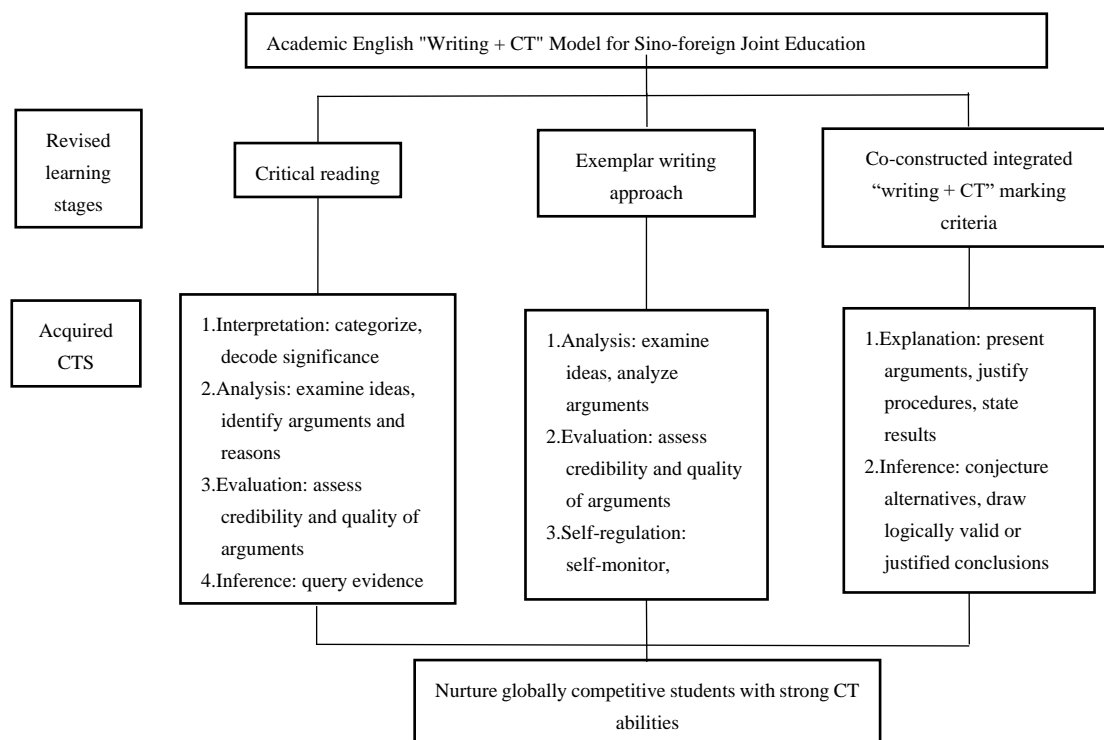 Academic English "Writing + CT" Model for Sino-foreign Joint Education
Revised
learning
stages
Critical reading
Exemplar writing
approach
Co-constructed integrated
“writing + CT” marking
criteria
Acquired
CTS
1.Interpretation: categorize,
decode significance
2.Analysis: examine ideas,
identify arguments and
reasons
3.Evaluation: assess
credibility and quality of
arguments
4.Inference: query evidence
1.Analysis: examine
ideas, analyze
arguments
2.Evaluation: assess
credibility and quality
of arguments
3.Self-regulation:
self-monitor,
1.Explanation: present
arguments, justify
procedures, state
results
2.Inference: conjecture
alternatives, draw
logically valid or
justified conclusions
Nurture globally competitive students with strong CT
abilities